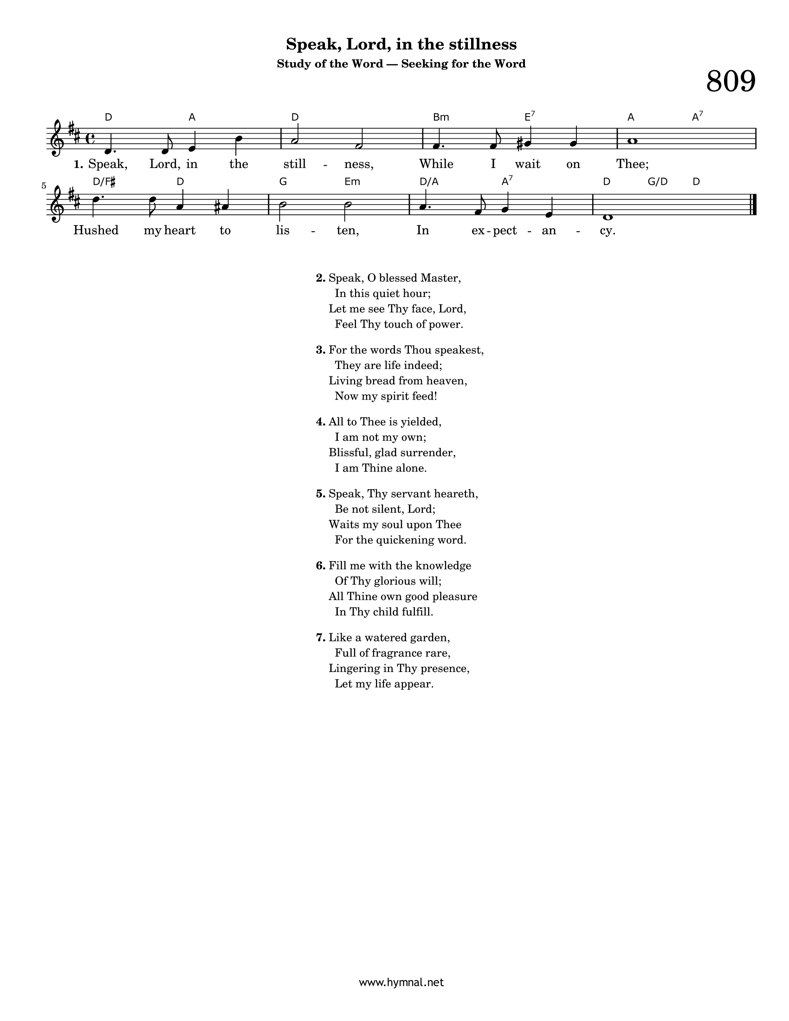 Speak, Lord, in the stillness
Study of the Word — Seeking for the Word
809
D A D Bm E7 A A7
1. Speak, Lord, in the still - ness, While I wait on Thee;
5
D/F♯ D G Em D/A A7 D G/D D
Hushed my heart to lis - ten, In ex - pect - an - cy.
2. Speak, O blessed Master,
In this quiet hour;
Let me see Thy face, Lord,
Feel Thy touch of power.
3. For the words Thou speakest,
They are life indeed;
Living bread from heaven,
Now my spirit feed!
4. All to Thee is yielded,
I am not my own;
Blissful, glad surrender,
I am Thine alone.
5. Speak, Thy servant heareth,
Be not silent, Lord;
Waits my soul upon Thee
For the quickening word.
6. Fill me with the knowledge
Of Thy glorious will;
All Thine own good pleasure
In Thy child fulfill.
7. Like a watered garden,
Full of fragrance rare,
Lingering in Thy presence,
Let my life appear.
www.hymnal.net